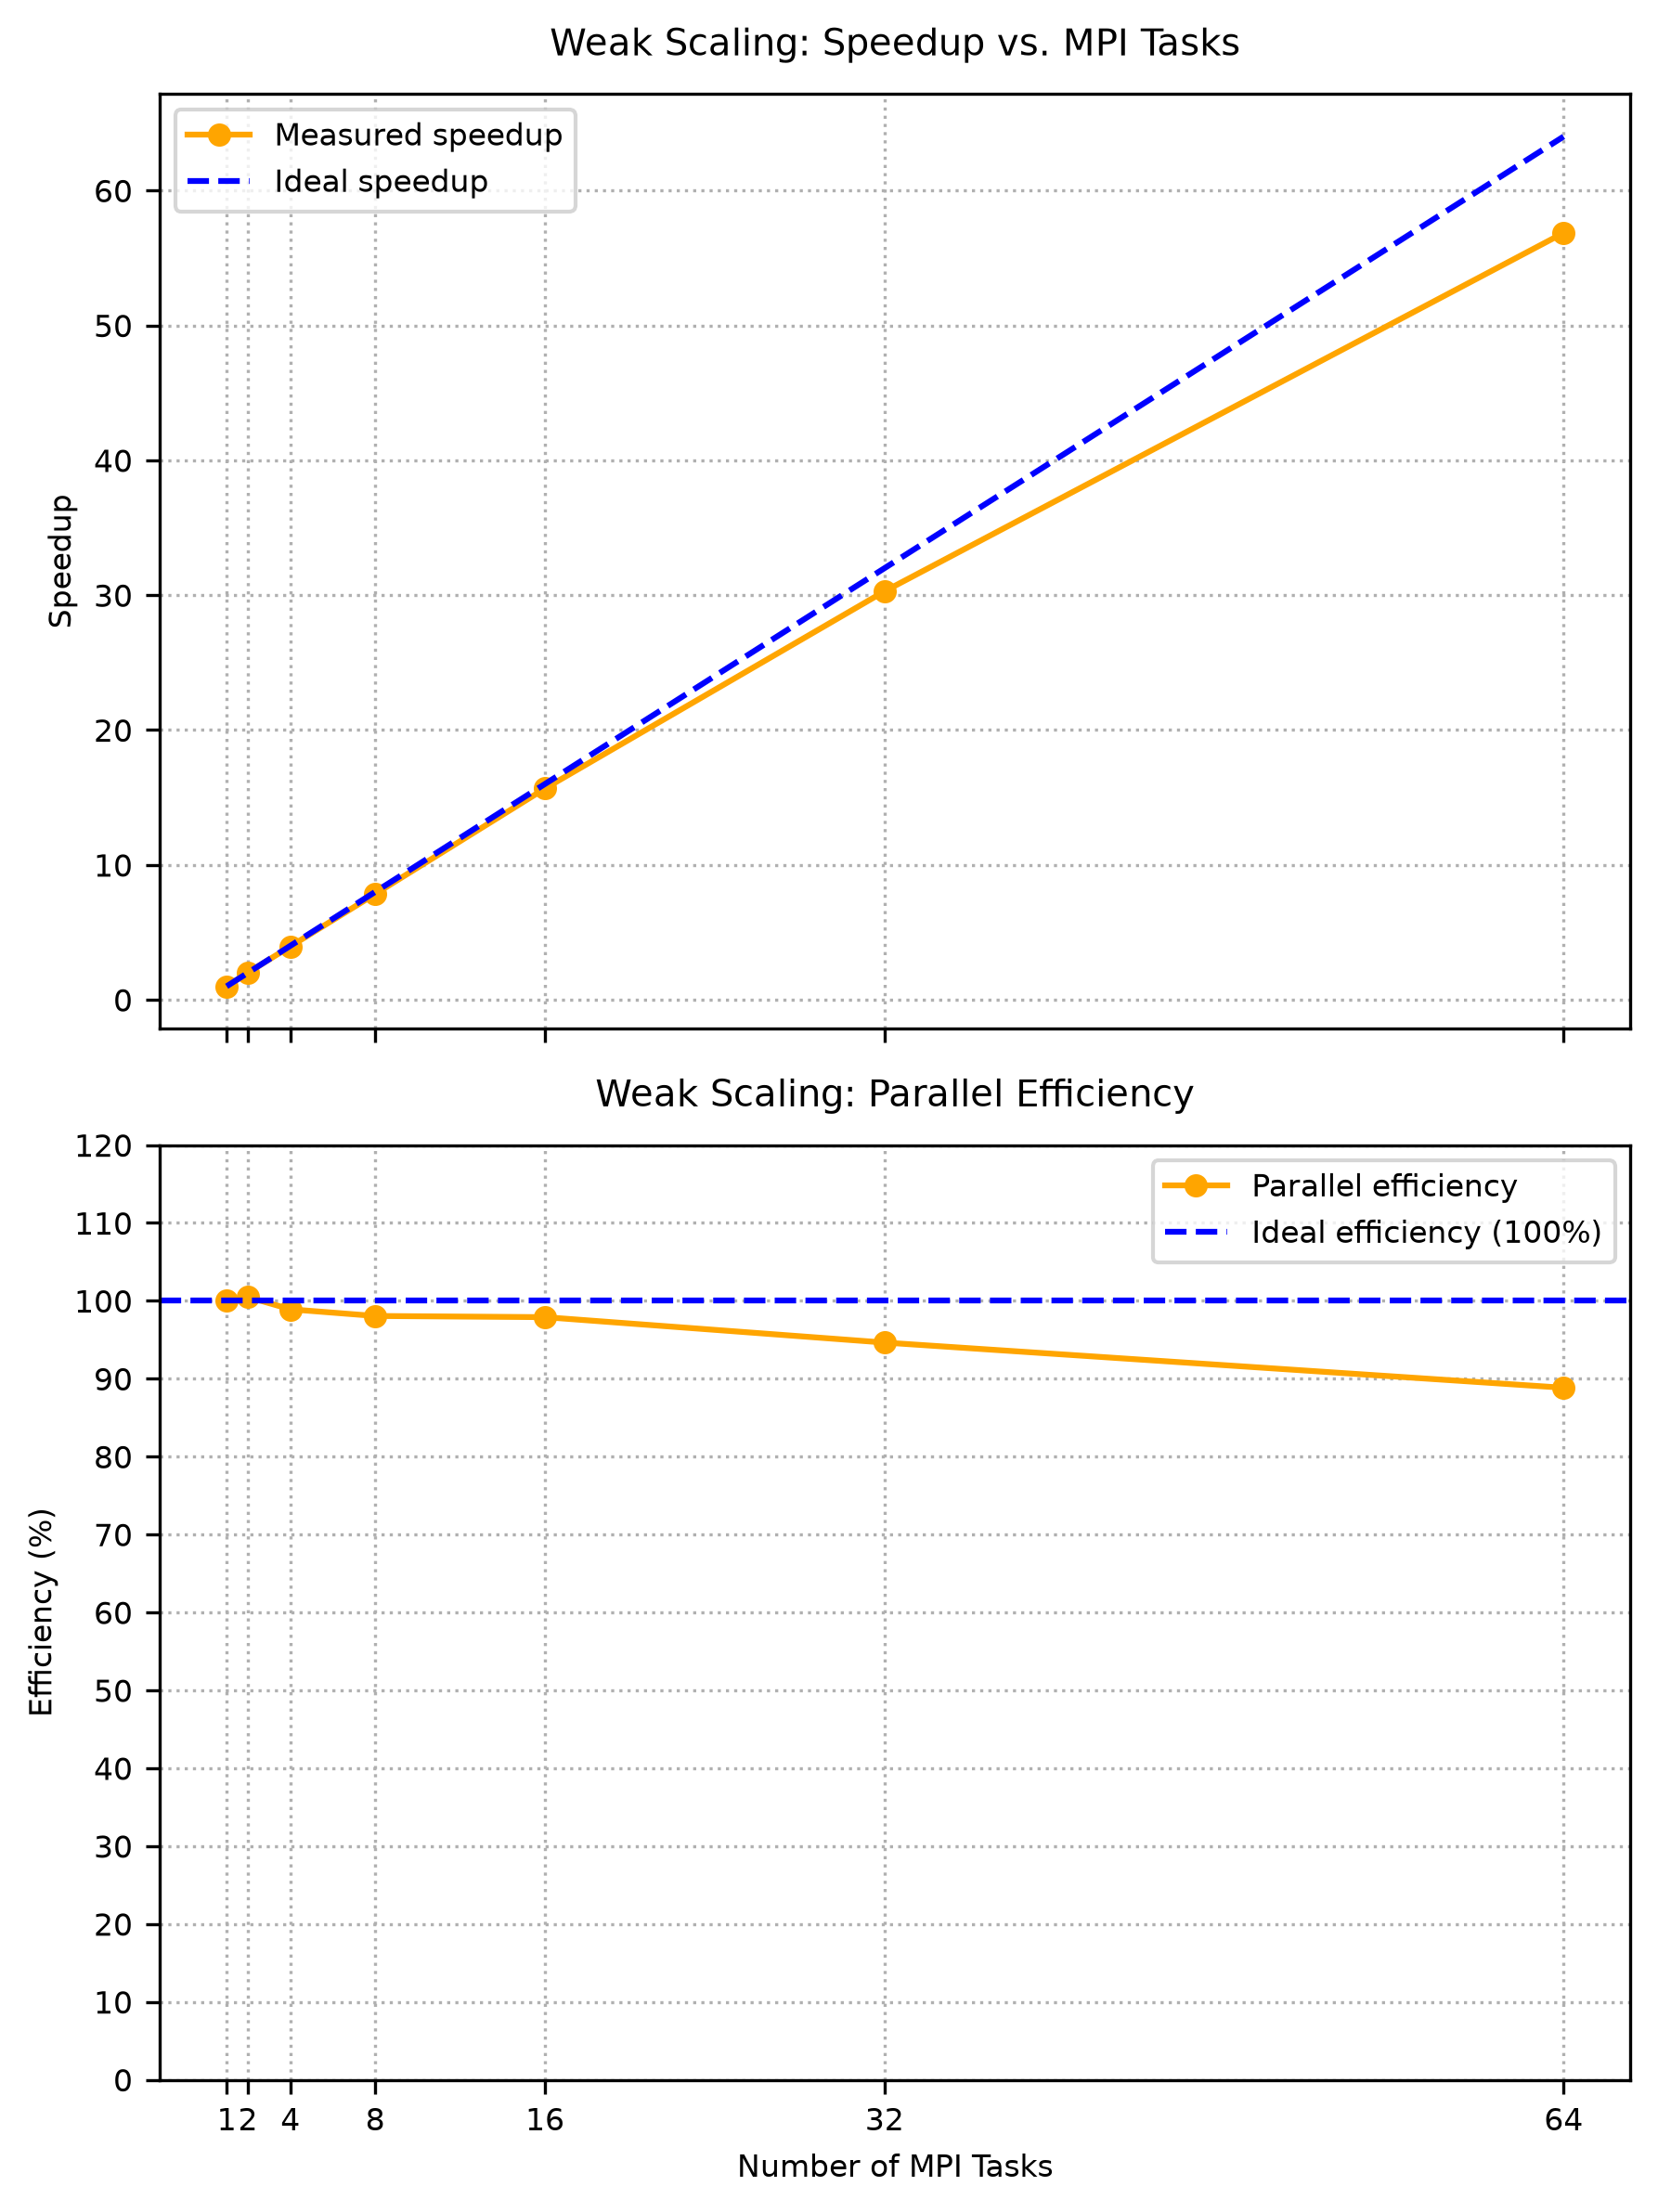 Weak Scaling: Speedup vs. MPI Tasks
Measured speedup
Ideal speedup
60
50
40
30
20
10
0
Speedup
Weak Scaling: Parallel Efficiency
Parallel efficiency
Ideal efficiency (100%)
120
110
100
90
80
70
60
50
40
30
20
10
0
Efficiency (%)
1 2 4 8 16 32 64
Number of MPI Tasks